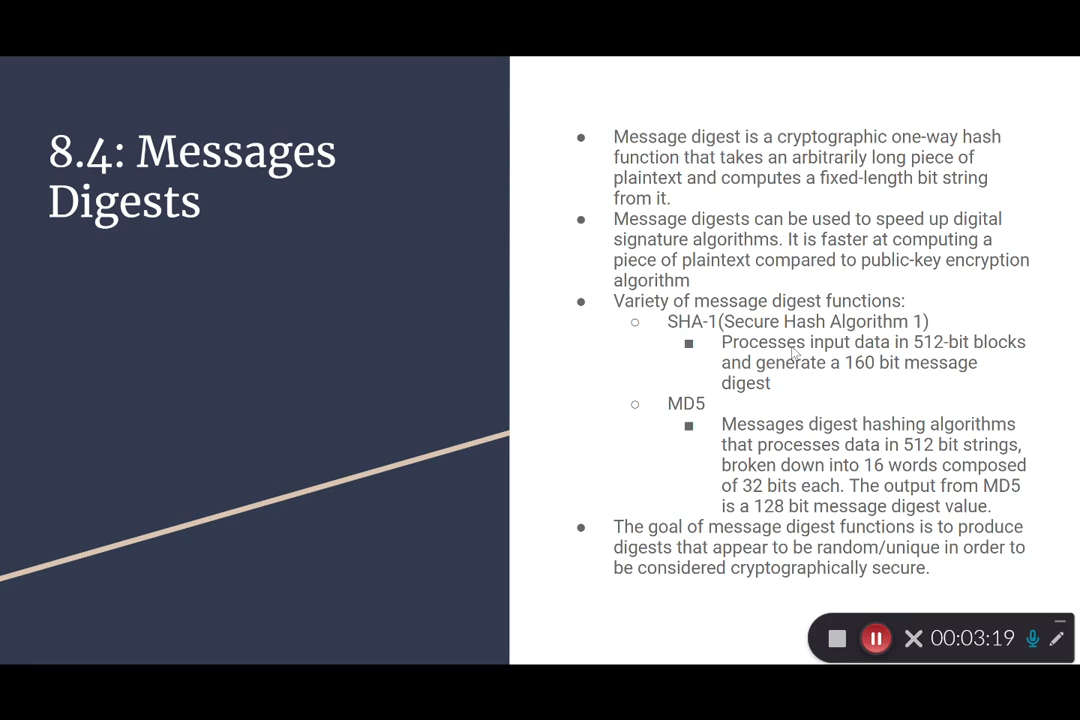 8.4: Messages
Digests
● Message digest is a cryptographic one-way hash
function that takes an arbitrarily long piece of
plaintext and computes a fixed-length bit string
from it.
● Message digests can be used to speed up digital
signature algorithms. It is faster at computing a
piece of plaintext compared to public-key encryption
algorithm
● Variety of message digest functions:
○ SHA-1(Secure Hash Algorithm 1)
■ Processes input data in 512-bit blocks
and generate a 160 bit message
digest
○ MD5
■ Messages digest hashing algorithms
that processes data in 512 bit strings,
broken down into 16 words composed
of 32 bits each. The output from MD5
is a 128 bit message digest value.
● The goal of message digest functions is to produce
digests that appear to be random/unique in order to
be considered cryptographically secure.
00:03:19